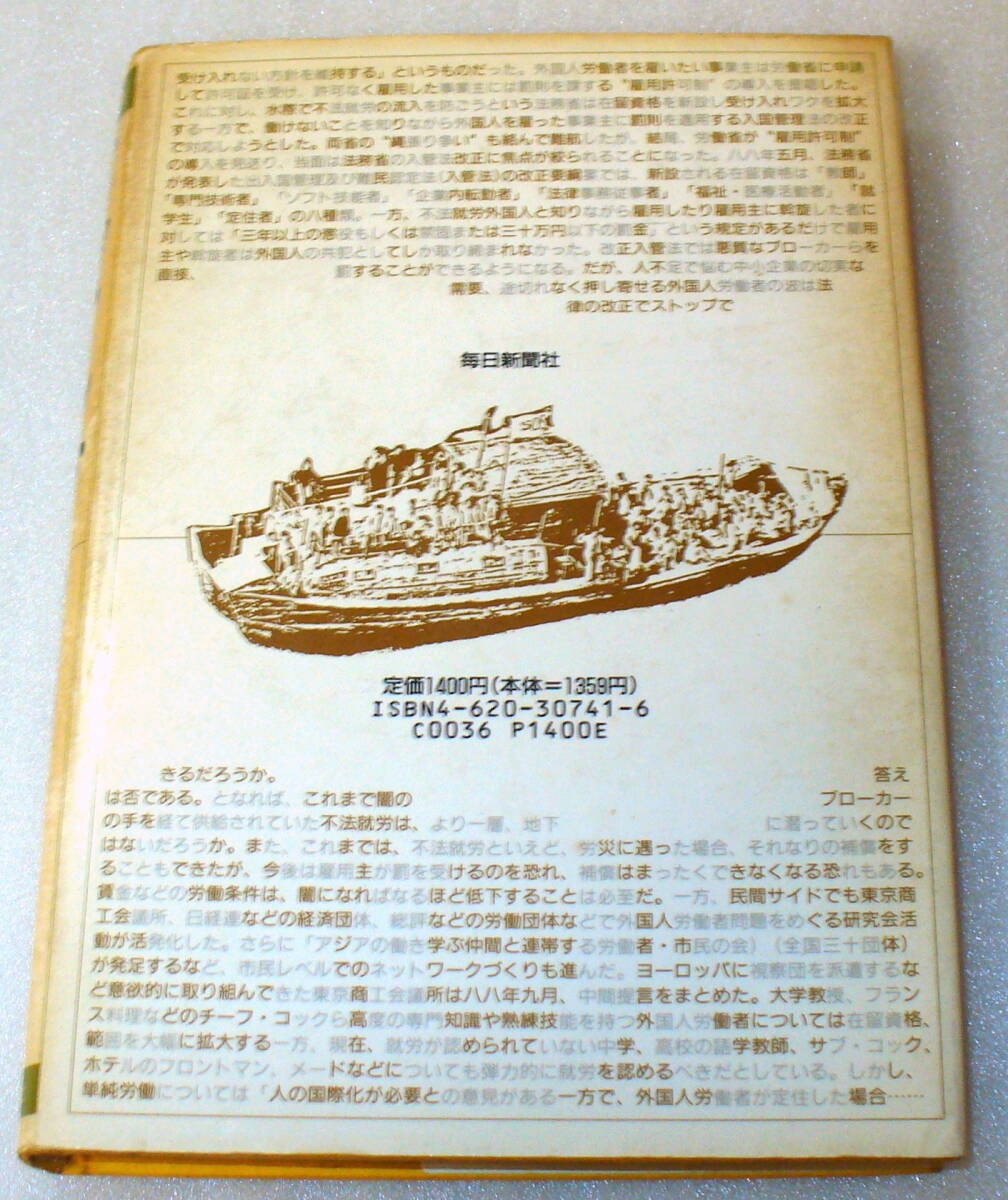 受け入れない方針を維持する」というものだった。外国人労働者を雇いたい事業主は労働省に申請
して許可証を受け、許可なく雇用した事業主には罰則を課する“雇用許可制”の導入を提唱した。
これに対し、水際で不法就労の流入を防ごうという法務省は在留資格を新設し受け入れワクを拡大
する一方で、働けないことを知りながら外国人を雇った事業主に罰則を適用する入国管理法の改正
で対応しようとした。両省の“縄張り争い”も絡んで難航したが、結局、労働省が“雇用許可制”
の導入を見送り、当面は法務省の入管法改正に焦点が絞られることになった。八八年五月、法務省
が発表した出入国管理及び難民認定法(入管法)の改正要綱案では、新設される在留資格は「教師」
「専門技術者」「ソフト技能者」「企業内転勤者」「法律事務従事者」「福祉・医療活動者」「就
学生」「定住者」の八種類。一方、不法就労外国人と知りながら雇用したり雇用主に斡旋した者に
対しては「三年以上の懲役もしくは禁固または三十万円以下の罰金」という規定があるだけで雇用
主や斡旋者は外国人の共犯としてしか取り締まれなかった。改正入管法では悪質なブローカーらを
直接、罰することができるようになる。だが、人不足で悩む中小企業の切実な
需要、途切れなく押し寄せる外国人労働者の波は法
律の改正でストップで
毎日新聞社
SOS
定価1400円(本体=1359円)
ISBN4-620-30741-6
C0036 P1400E
きるだろうか。 答え
は否である。となれば、これまで闇の ブローカー
の手を経て供給されていた不法就労は、より一層、地下 に潜っていくので
はないだろうか。また、これまでは、不法就労といえど、労災に遇った場合、それなりの補償をす
ることもできたが、今後は雇用主が罰を受けるのを恐れ、補償はまったくできなくなる恐れもある。
賃金などの労働条件は、闇になればなるほど低下することは必至だ。一方、民間サイドでも東京商
工会議所、日経連などの経済団体、総評などの労働団体などで外国人労働者問題をめぐる研究会活
動が活発化した。さらに「アジアの働き学ぶ仲間と連帯する労働者・市民の会」(全国三十団体)
が発足するなど、市民レベルでのネットワークづくりも進んだ。ヨーロッパに視察団を派遣するな
ど意欲的に取り組んできた東京商工会議所は八八年九月、中間提言をまとめた。大学教授、フラン
ス料理などのチーフ・コックら高度の専門知識や熟練技能を持つ外国人労働者については在留資格、
範囲を大幅に拡大する一方、現在、就労が認められていない中学、高校の語学教師、サブ・コック、
ホテルのフロントマン、メードなどについても弾力的に就労を認めるべきだとしている。しかし、
単純労働については「人の国際化が必要との意見がある一方で、外国人労働者が定住した場合……